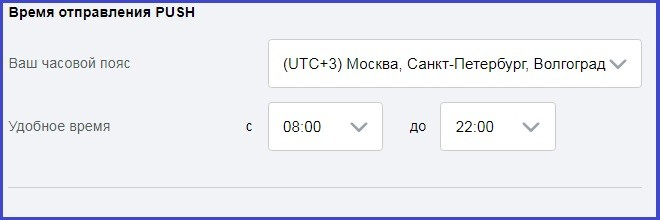 Время отправления PUSH
Ваш часовой пояс (UTC+3) Москва, Санкт-Петербург, Волгоград
Удобное время с 08:00 до 22:00